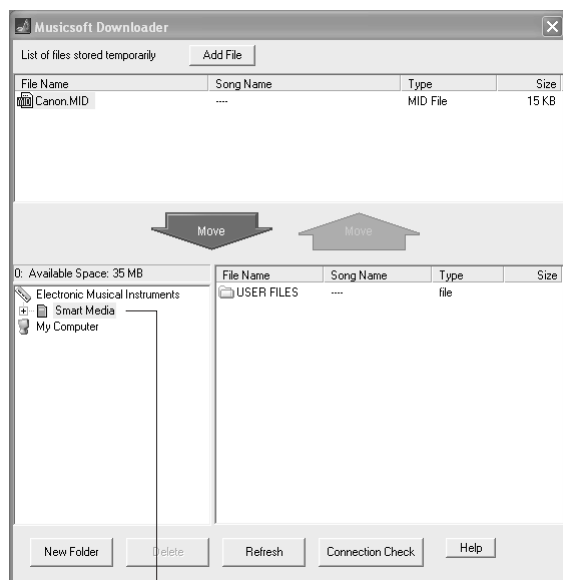 Musicsoft Downloader
List of files stored temporarily Add File
File Name Song Name Type Size
Canon.MID ---- MID File 15 KB
Move Move
0: Available Space: 35 MB
File Name Song Name Type Size
Electronic Musical Instruments
USER FILES ---- file
Smart Media
My Computer
New Folder Delete Refresh Connection Check Help